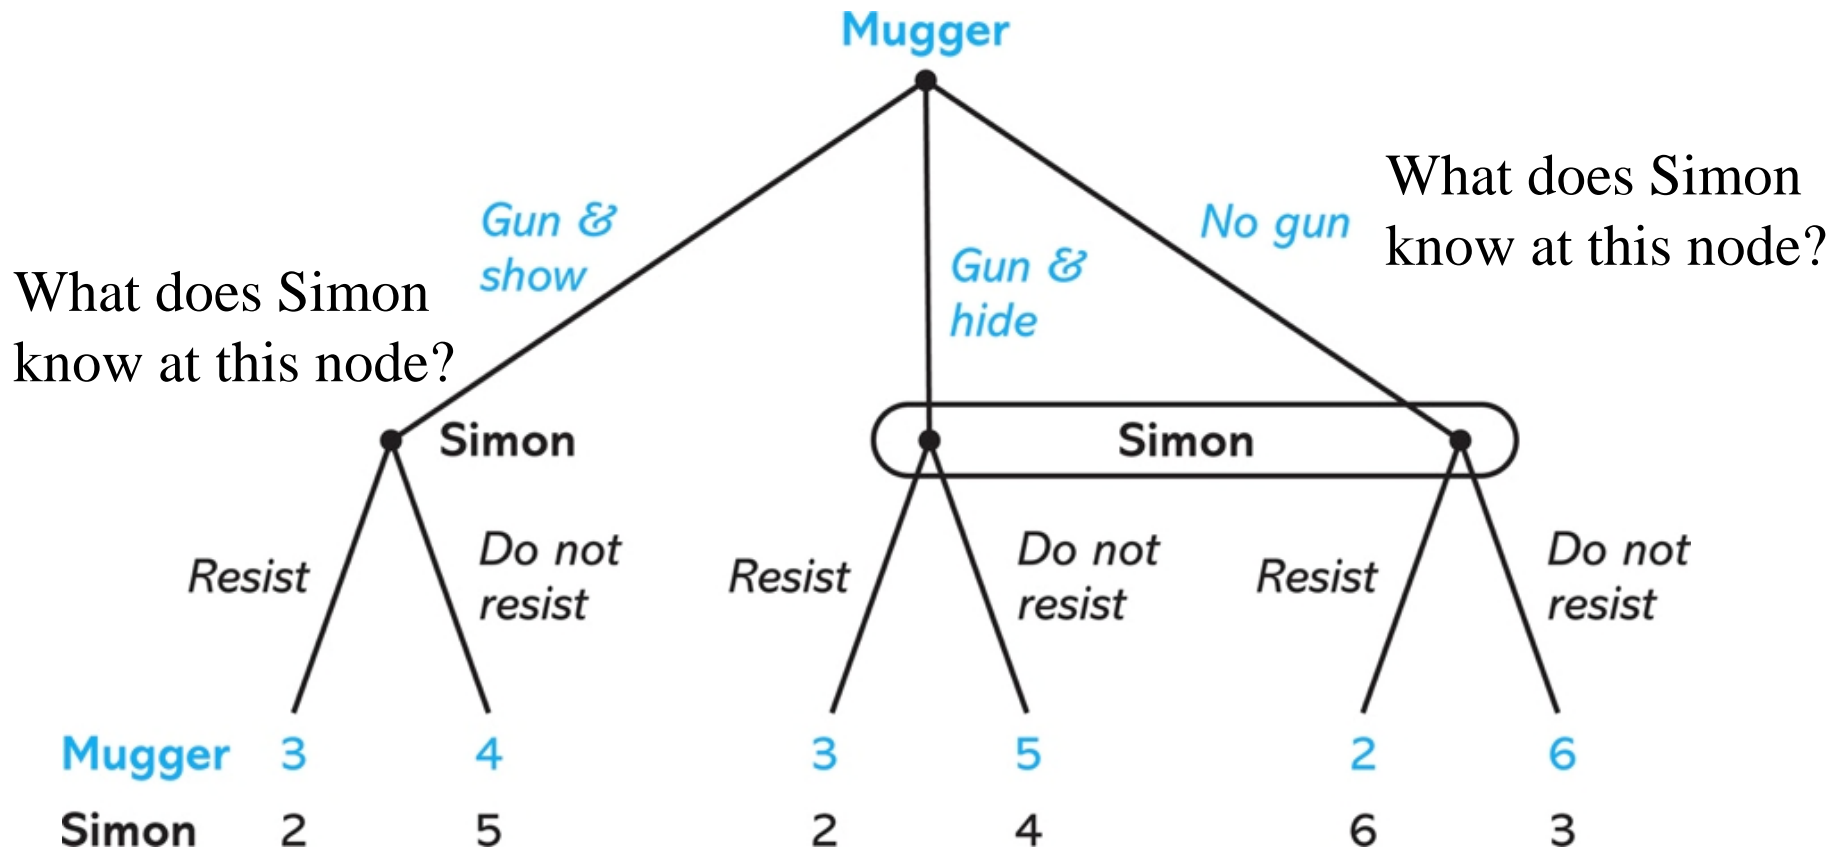 Mugger
What does Simon
know at this node?
Gun &
show
Gun &
hide
No gun
What does Simon
know at this node?
Simon
Simon
Resist
Do not
resist
Resist
Do not
resist
Resist
Do not
resist
Mugger 3 4 3 5 2 6
Simon 2 5 2 4 6 3